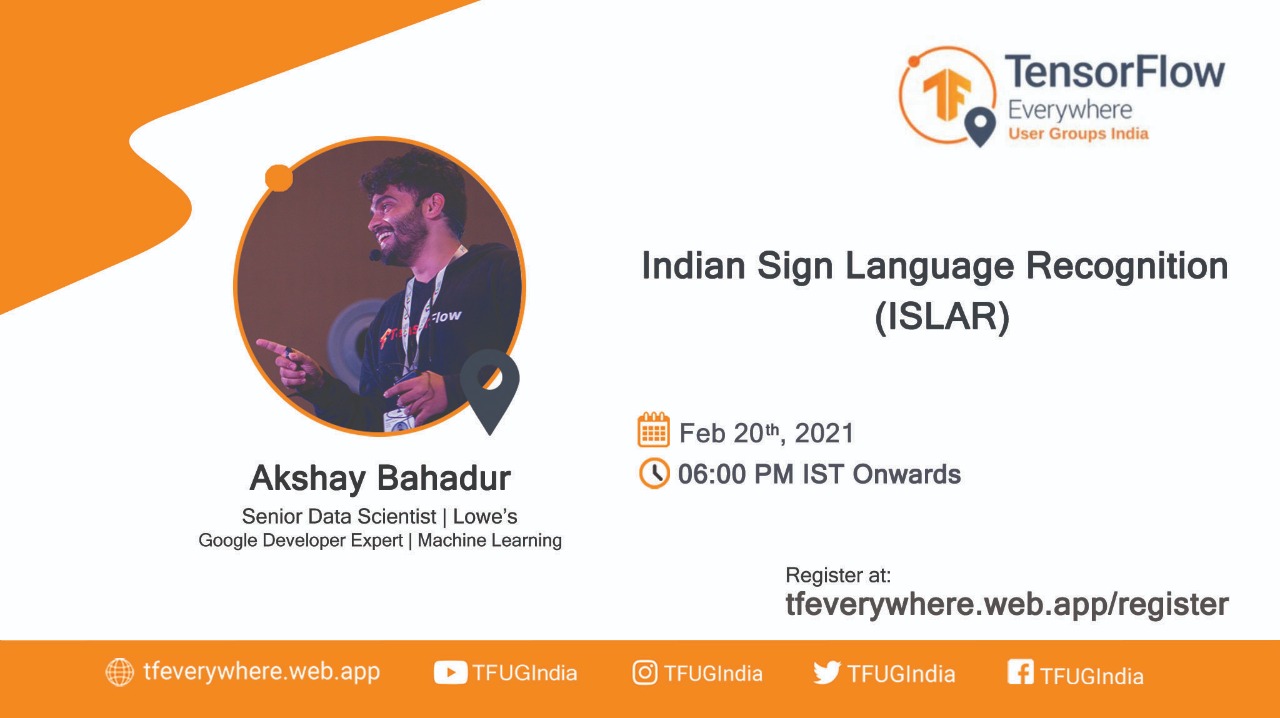 TensorFlow
Everywhere
User Groups India
TensorFlow
Indian Sign Language Recognition
(ISLAR)
Feb 20th, 2021
06:00 PM IST Onwards
Akshay Bahadur
Senior Data Scientist | Lowe's
Google Developer Expert | Machine Learning
Register at:
tfeverywhere.web.app/register
tfeverywhere.web.app
TFUGIndia
TFUGIndia
TFUGIndia
TFUGIndia